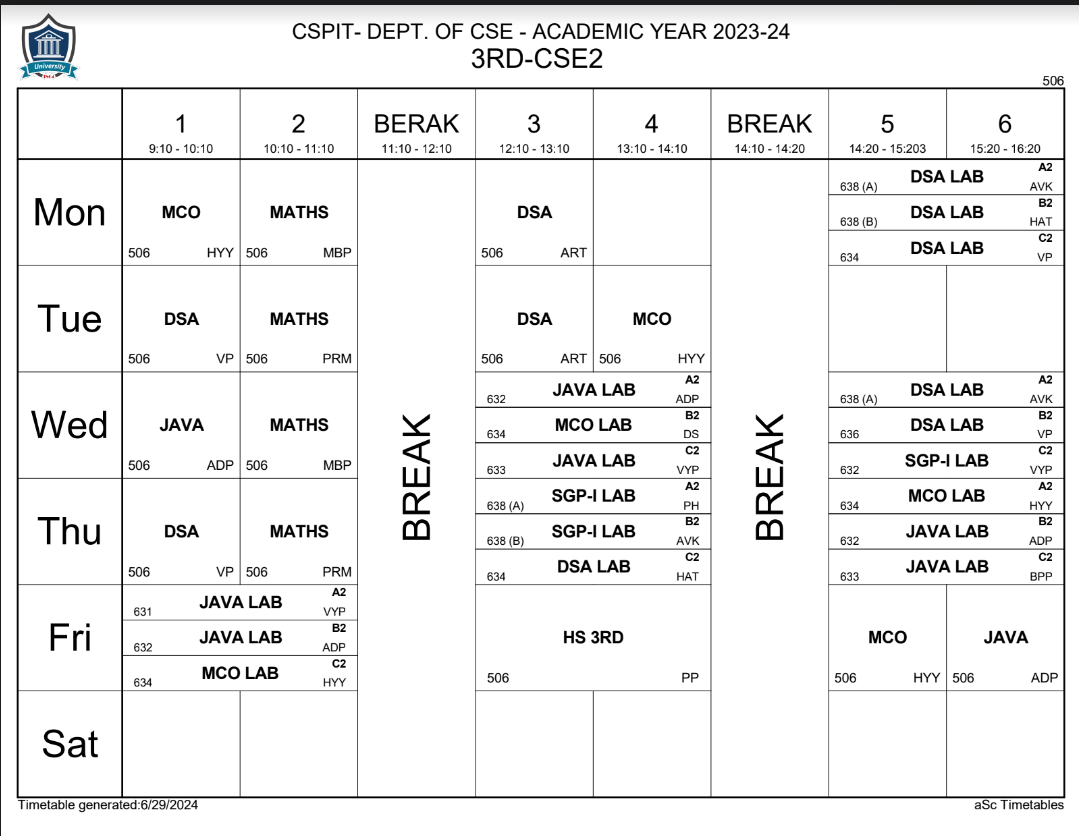 CSPIT- DEPT. OF CSE - ACADEMIC YEAR 2023-24
3RD-CSE2
University
506
1 2 BERAK 3 4 BREAK 5 6
9:10 - 10:10 10:10 - 11:10 11:10 - 12:10 12:10 - 13:10 13:10 - 14:10 14:10 - 14:20 14:20 - 15:203 15:20 - 16:20
Mon
MCO
506 HYY
MATHS
506 MBP
DSA
506 ART
638 (A) DSA LAB A2 AVK
638 (B) DSA LAB B2 HAT
634 DSA LAB C2 VP
Tue
DSA
506 VP
MATHS
506 PRM
DSA
506 ART
MCO
506 HYY
Wed
JAVA
506 ADP
MATHS
506 MBP
BREAK
632 JAVA LAB A2 ADP
634 MCO LAB B2 DS
633 JAVA LAB C2 VYP
BREAK
638 (A) DSA LAB A2 AVK
636 DSA LAB B2 VP
632 SGP-I LAB C2 VYP
Thu
DSA
506 VP
MATHS
506 PRM
638 (A) SGP-I LAB A2 PH
638 (B) SGP-I LAB B2 AVK
634 DSA LAB C2 HAT
634 MCO LAB A2 HYY
632 JAVA LAB B2 ADP
633 JAVA LAB C2 BPP
Fri
631 JAVA LAB A2 VYP
632 JAVA LAB B2 ADP
634 MCO LAB C2 HYY
HS 3RD
506 PP
MCO
506 HYY
JAVA
506 ADP
Sat
Timetable generated:6/29/2024
aSc Timetables